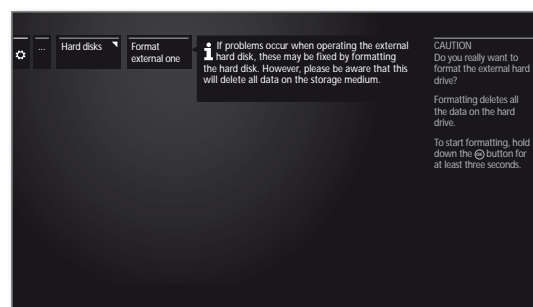 ...
Hard disks
Format
external one
i If problems occur when operating the external
hard disk, these may be fixed by formatting
the hard disk. However, please be aware that this
will delete all data on the storage medium.
CAUTION
Do you really want to
format the external hard
drive?
Formatting deletes all
the data on the hard
drive.
To start formatting, hold
down the OK button for
at least three seconds.